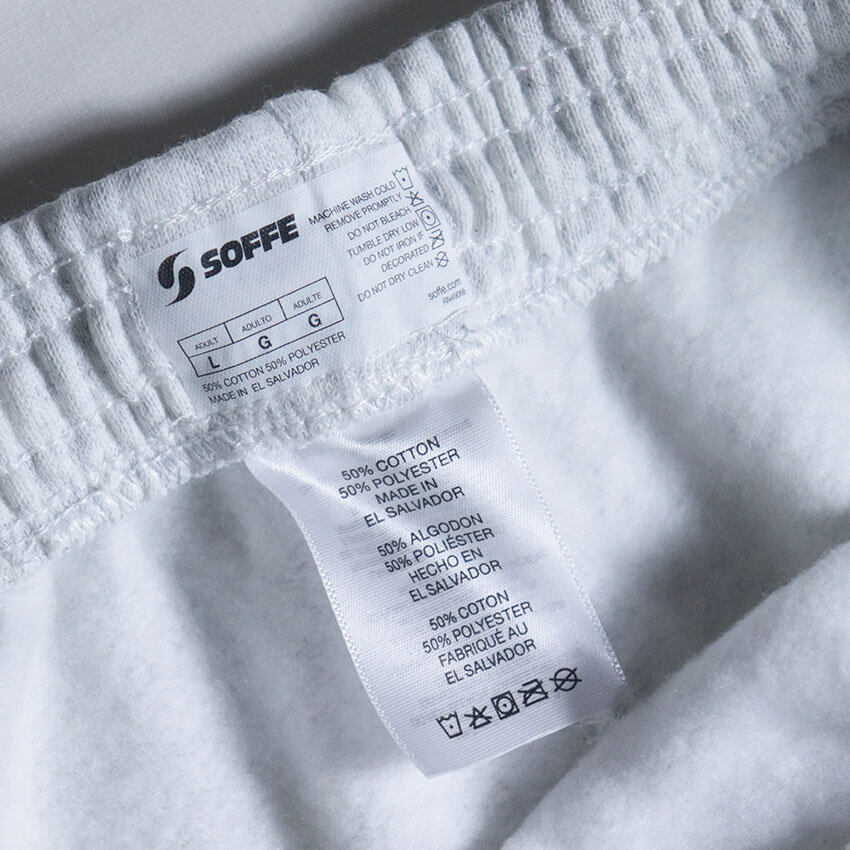 SOFFE
MACHINE WASH COLD
REMOVE PROMPTLY
DO NOT BLEACH
TUMBLE DRY LOW
DO NOT IRON IF
DECORATED
DO NOT DRY CLEAN
soffe.com
ADULT ADULTO ADULTE
L G G
50% COTTON 50% POLYESTER
MADE IN EL SALVADOR
50% COTTON
50% POLYESTER
MADE IN
EL SALVADOR
50% ALGODON
50% POLIÉSTER
HECHO EN
EL SALVADOR
50% COTON
50% POLYESTER
FABRIQUÉ AU
EL SALVADOR